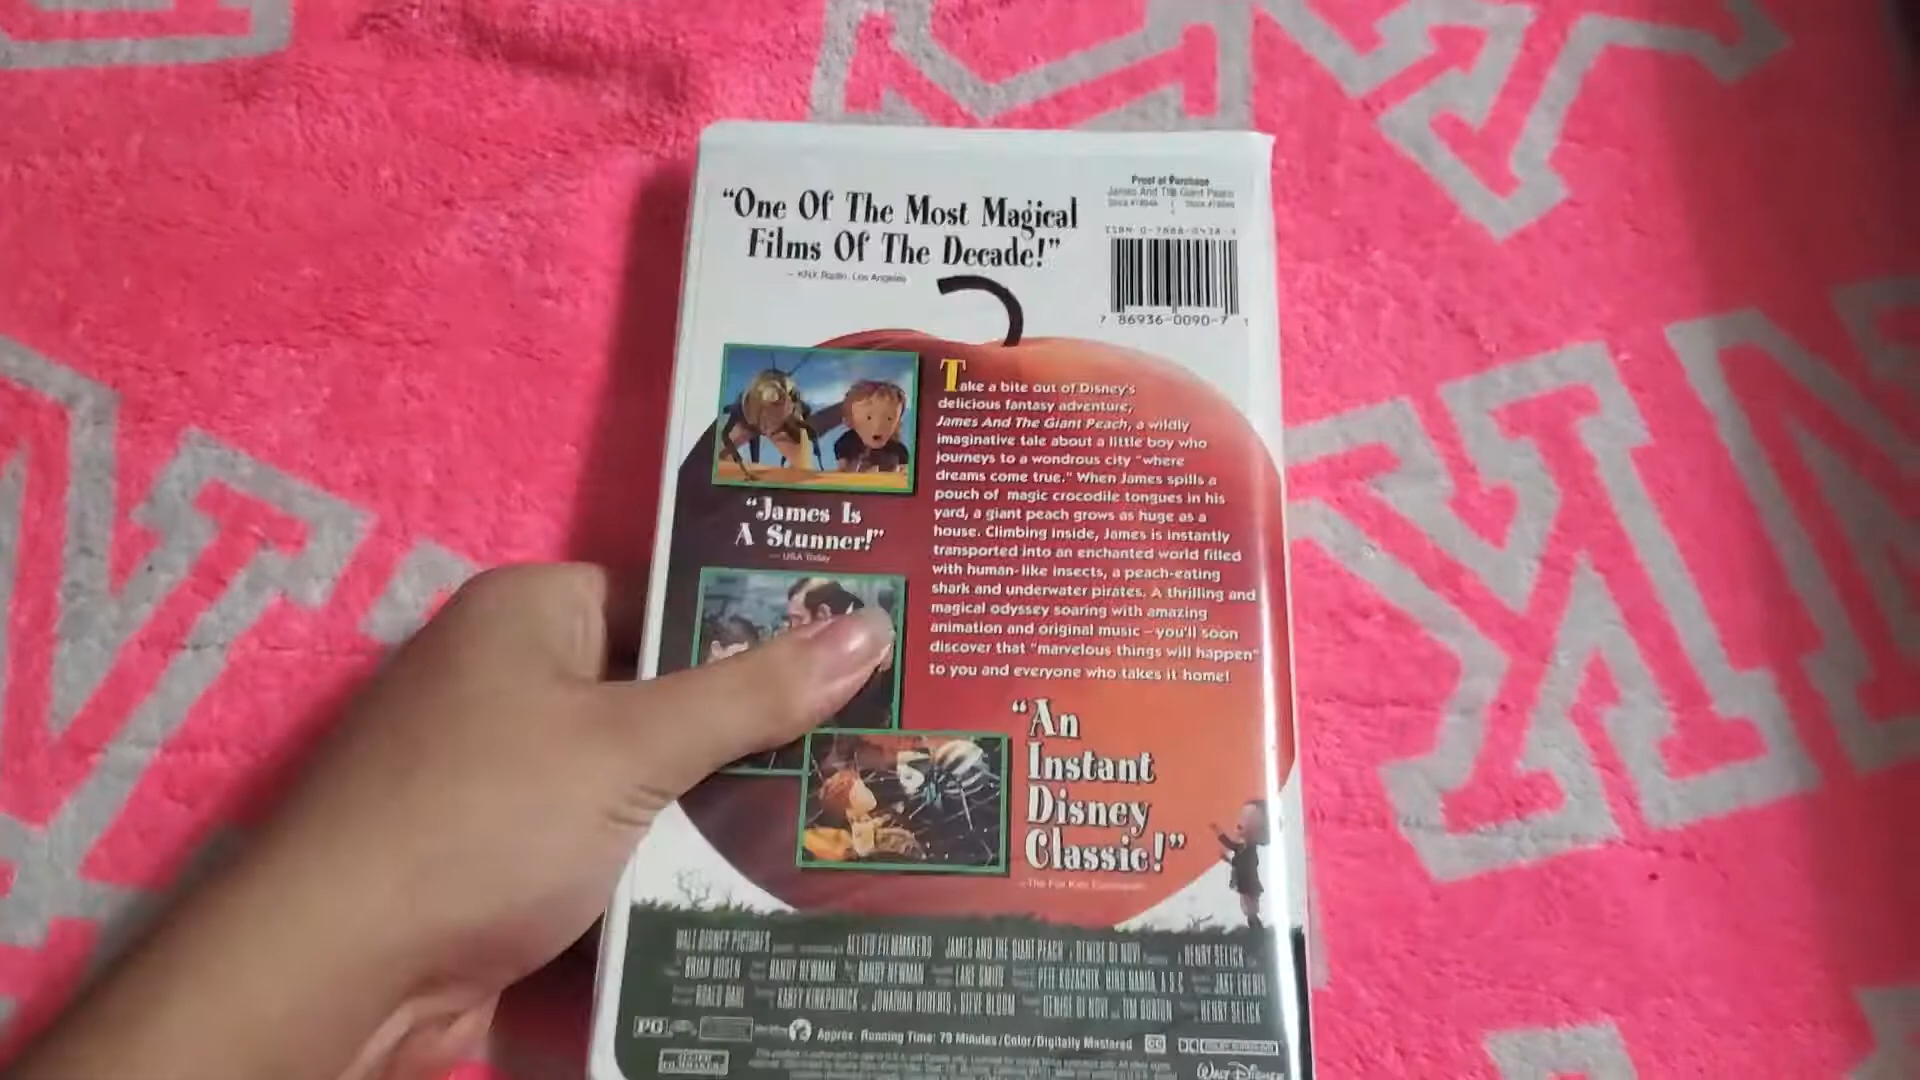 "One Of The Most Magical
Films Of The Decade!"
– KNX Radio, Los Angeles
Proof of Purchase
James And The Giant Peach
7 86936-0090-7 1
Take a bite out of Disney's
delicious fantasy adventure,
James And The Giant Peach, a wildly
imaginative tale about a little boy who
journeys to a wondrous city "where
dreams come true." When James spills a
pouch of magic crocodile tongues in his
yard, a giant peach grows as huge as a
house. Climbing inside, James is instantly
transported into an enchanted world filled
with human-like insects, a peach-eating
shark and underwater pirates. A thrilling and
magical odyssey soaring with amazing
animation and original music – you'll soon
discover that "marvelous things will happen"
to you and everyone who takes it home!
"James Is
A Stunner!"
— USA Today
"An
Instant
Disney
Classic!"
WALT DISNEY PICTURES ALLIED FILMMAKERS JAMES AND THE GIANT PEACH DENISE DI NOVI HENRY SELICK
BRIAN ROSEN RANDY NEWMAN RANDY NEWMAN LANE SMITH PETE KOZACHIK JAKE EBERTS
ROALD DAHL KAREY KIRKPATRICK JONATHAN ROBERTS STEVE BLOOM DENISE DI NOVI TIM BURTON HENRY SELICK
PG Approx. Running Time: 79 Minutes/Color/Digitally Mastered CC
WALT DISNEY